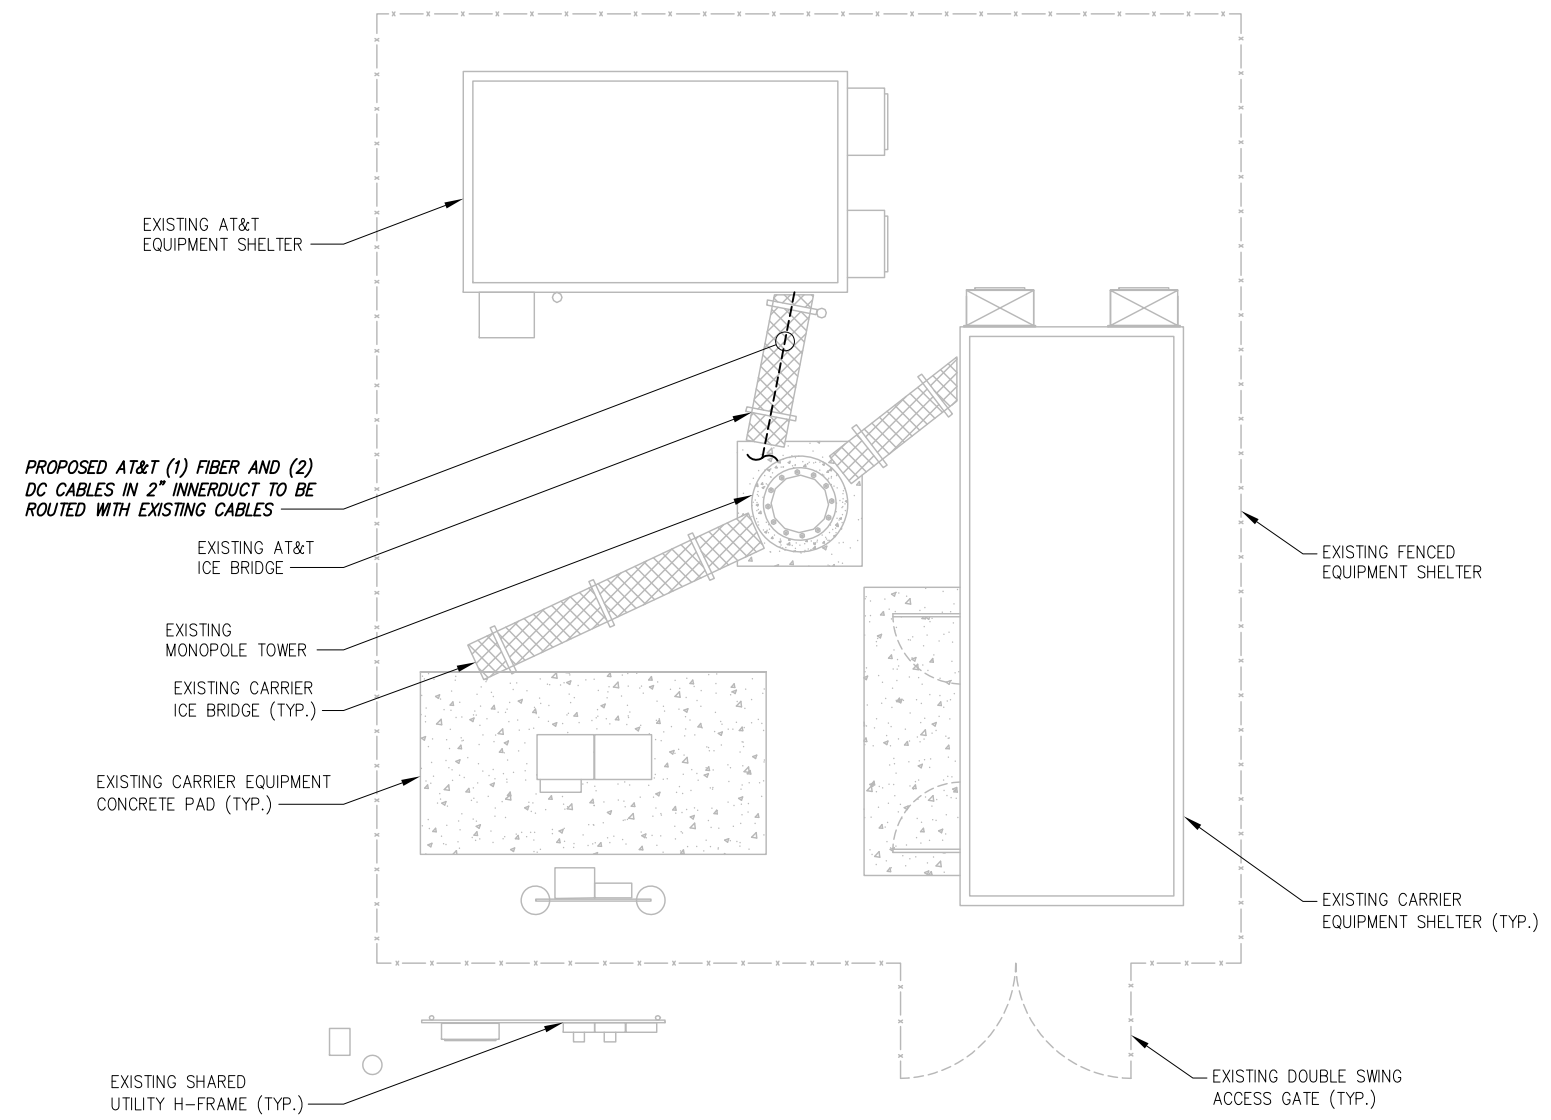 EXISTING AT&T
EQUIPMENT SHELTER
PROPOSED AT&T (1) FIBER AND (2)
DC CABLES IN 2" INNERDUCT TO BE
ROUTED WITH EXISTING CABLES
EXISTING AT&T
ICE BRIDGE
EXISTING
MONOPOLE TOWER
EXISTING CARRIER
ICE BRIDGE (TYP.)
EXISTING CARRIER EQUIPMENT
CONCRETE PAD (TYP.)
EXISTING SHARED
UTILITY H-FRAME (TYP.)
EXISTING FENCED
EQUIPMENT SHELTER
EXISTING CARRIER
EQUIPMENT SHELTER (TYP.)
EXISTING DOUBLE SWING
ACCESS GATE (TYP.)